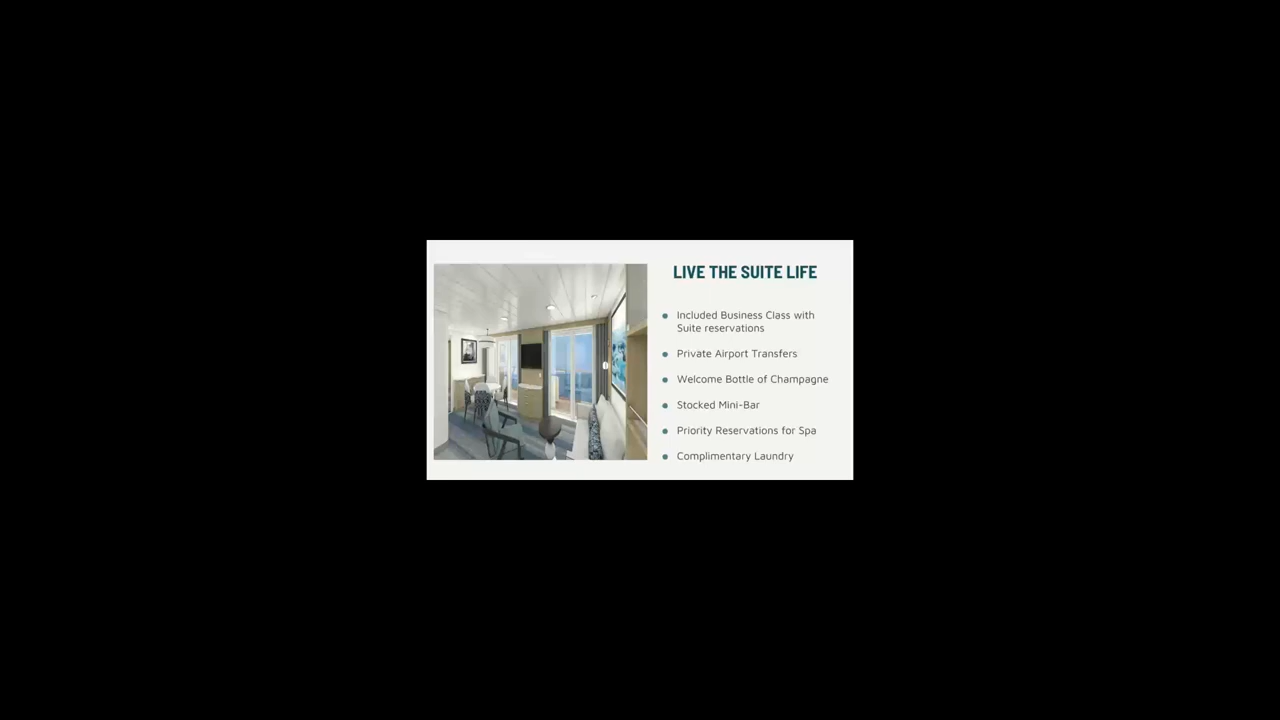 LIVE THE SUITE LIFE
Included Business Class with
Suite reservations
Private Airport Transfers
Welcome Bottle of Champagne
Stocked Mini-Bar
Priority Reservations for Spa
Complimentary Laundry